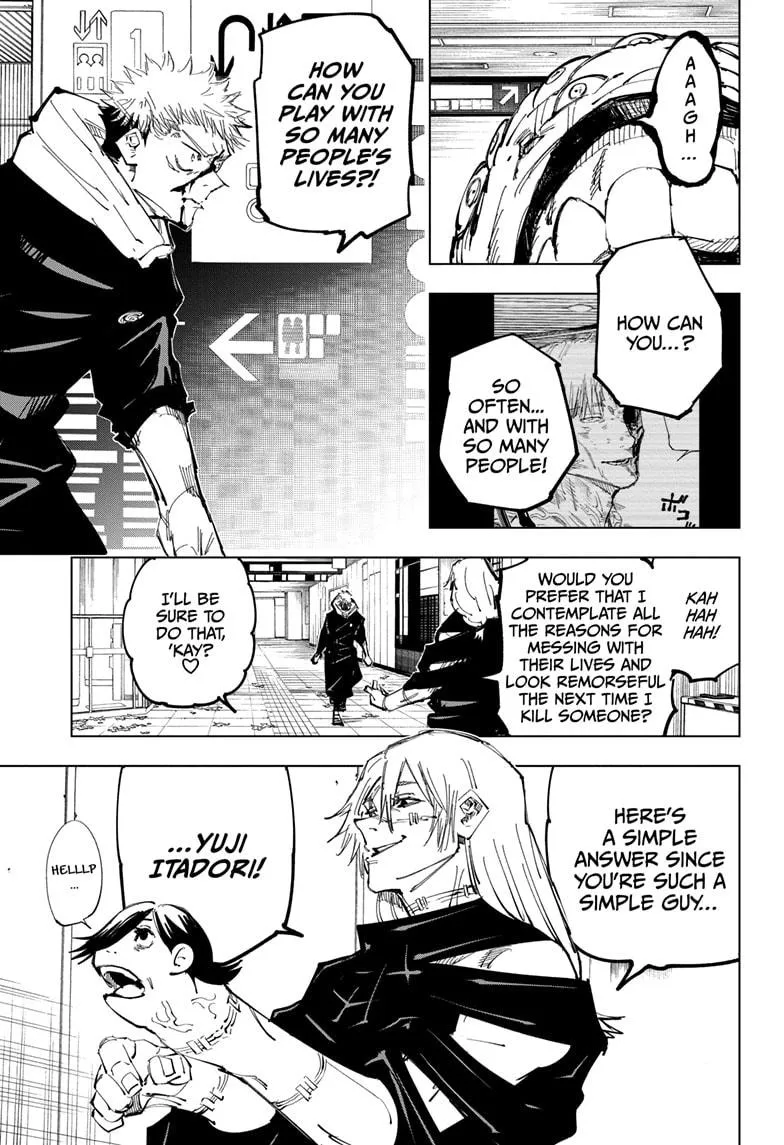 AAAGH
...
HOW
CAN YOU
PLAY WITH
SO MANY
PEOPLE'S
LIVES?!
1
HOW CAN
YOU...?
SO
OFTEN...
AND WITH
SO MANY
PEOPLE!
ボコ
KAH
HAH
HAH!
WOULD YOU
PREFER THAT I
CONTEMPLATE ALL
THE REASONS FOR
MESSING WITH
THEIR LIVES AND
LOOK REMORSEFUL
THE NEXT TIME I
KILL SOMEONE?
I'LL BE
SURE TO
DO THAT,
'KAY?
♡
HERE'S
A SIMPLE
ANSWER SINCE
YOU'RE SUCH A
SIMPLE GUY...
...YUJI
ITADORI!
HELLLP
...